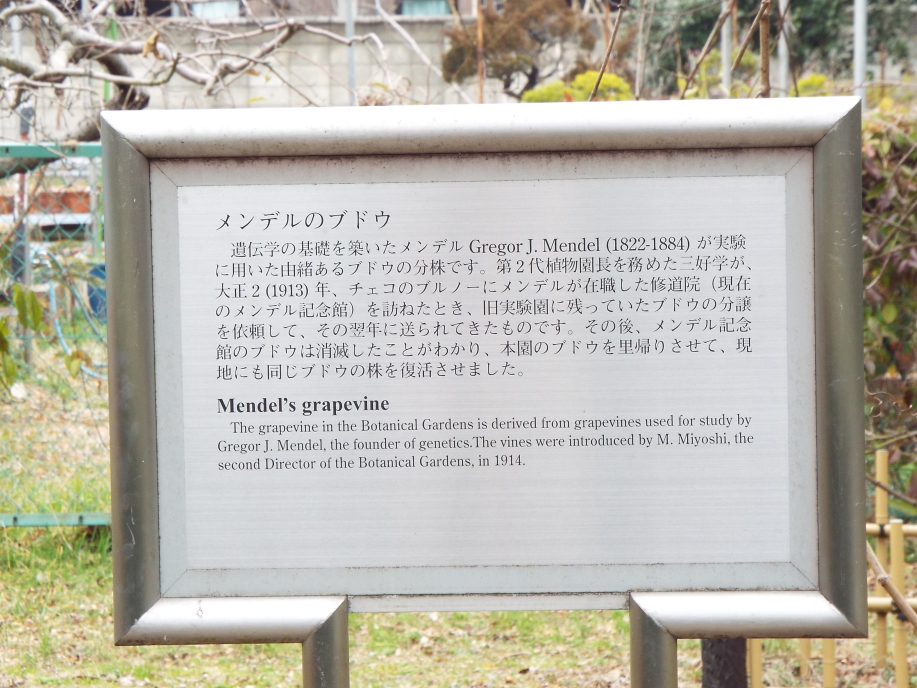 メンデルのブドウ
遺伝学の基礎を築いたメンデル Gregor J. Mendel (1822-1884) が実験
に用いた由緒あるブドウの分株です。第2代植物園長を務めた三好学が、
大正2 (1913) 年、チェコのブルノーにメンデルが在職した修道院（現在
のメンデル記念館）を訪ねたとき、旧実験園に残っていたブドウの分譲
を依頼して、その翌年に送られてきたものです。その後、メンデル記念
館のブドウは消滅したことがわかり、本園のブドウを里帰りさせて、現
地にも同じブドウの株を復活させました。
Mendel's grapevine
The grapevine in the Botanical Gardens is derived from grapevines used for study by
Gregor J. Mendel, the founder of genetics.The vines were introduced by M. Miyoshi, the
second Director of the Botanical Gardens, in 1914.